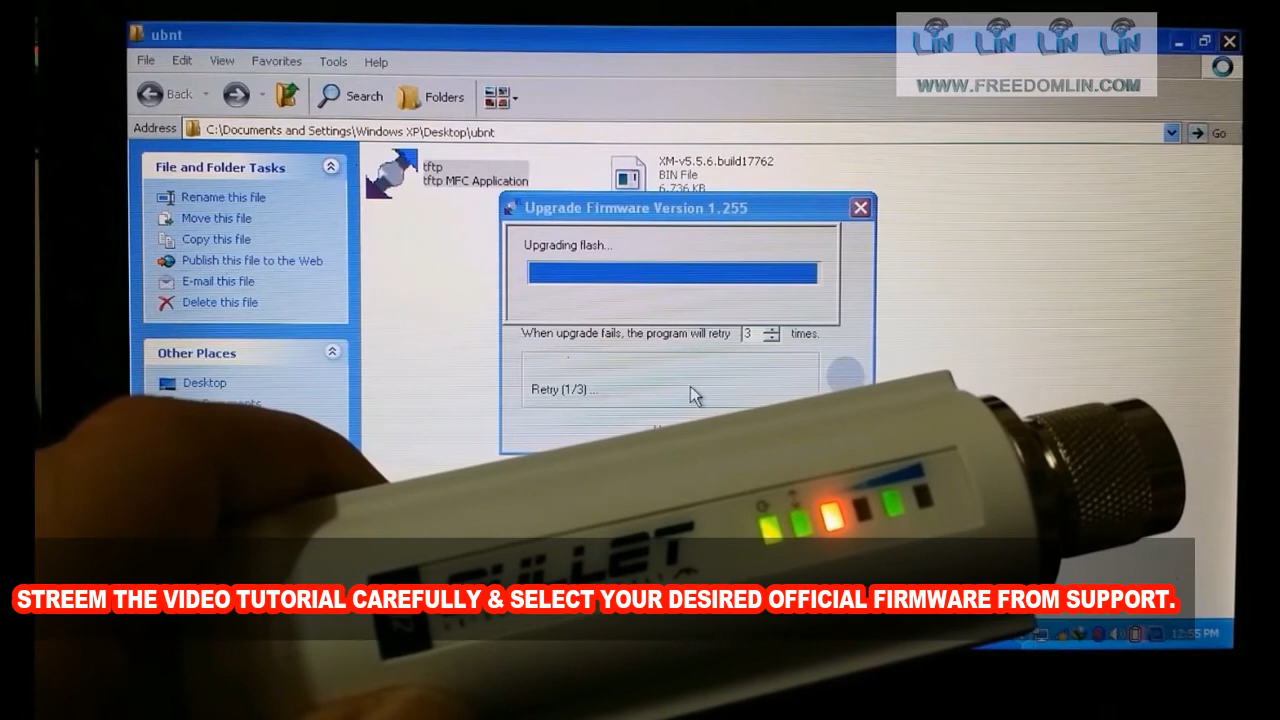 ubnt
LIN LIN LIN LIN
WWW.FREEDOMLIN.COM
File Edit View Favorites Tools Help
Back Search Folders
Address C:\Documents and Settings\Windows XP\Desktop\ubnt Go
File and Folder Tasks
Rename this file
Move this file
Copy this file
Publish this file to the Web
E-mail this file
Delete this file
Other Places
Desktop
tftp
tftp MFC Application
XM-v5.5.6.build17762
BIN File
6,736 KB
Upgrade Firmware Version 1.255
Upgrading flash...
When upgrade fails, the program will retry 3 times.
Retry (1/3) ...
BULLET
STREEM THE VIDEO TUTORIAL CAREFULLY & SELECT YOUR DESIRED OFFICIAL FIRMWARE FROM SUPPORT.
12:55 PM